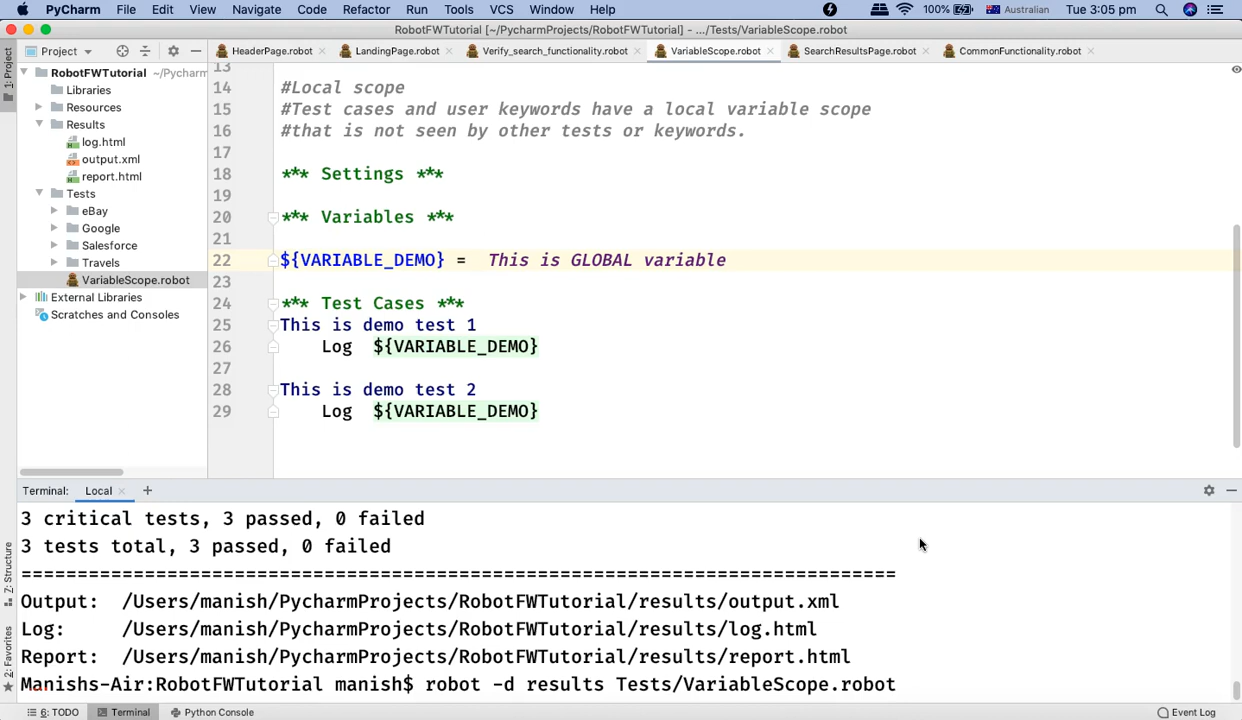 PyCharm File Edit View Navigate Code Refactor Run Tools VCS Window Help 100% Australian Tue 3:05 pm
RobotFWTutorial [~/PycharmProjects/RobotFWTutorial] - .../Tests/VariableScope.robot
Project HeaderPage.robot LandingPage.robot Verify_search_functionality.robot VariableScope.robot SearchResultsPage.robot CommonFunctionality.robot
1: Project
RobotFWTutorial ~/Pycharm
Libraries
Resources
Results
log.html
output.xml
report.html
Tests
eBay
Google
Salesforce
Travels
VariableScope.robot
External Libraries
Scratches and Consoles
13
14 #Local scope
15 #Test cases and user keywords have a local variable scope
16 #that is not seen by other tests or keywords.
17
18 *** Settings ***
19
20 *** Variables ***
21
22 ${VARIABLE_DEMO} = This is GLOBAL variable
23
24 *** Test Cases ***
25 This is demo test 1
26 Log ${VARIABLE_DEMO}
27
28 This is demo test 2
29 Log ${VARIABLE_DEMO}
Terminal: Local
3 critical tests, 3 passed, 0 failed
3 tests total, 3 passed, 0 failed
==============================================================================
Output: /Users/manish/PycharmProjects/RobotFWTutorial/results/output.xml
Log: /Users/manish/PycharmProjects/RobotFWTutorial/results/log.html
Report: /Users/manish/PycharmProjects/RobotFWTutorial/results/report.html
Manishs-Air:RobotFWTutorial manish$ robot -d results Tests/VariableScope.robot
Z: Structure
2: Favorites
6: TODO Terminal Python Console Event Log